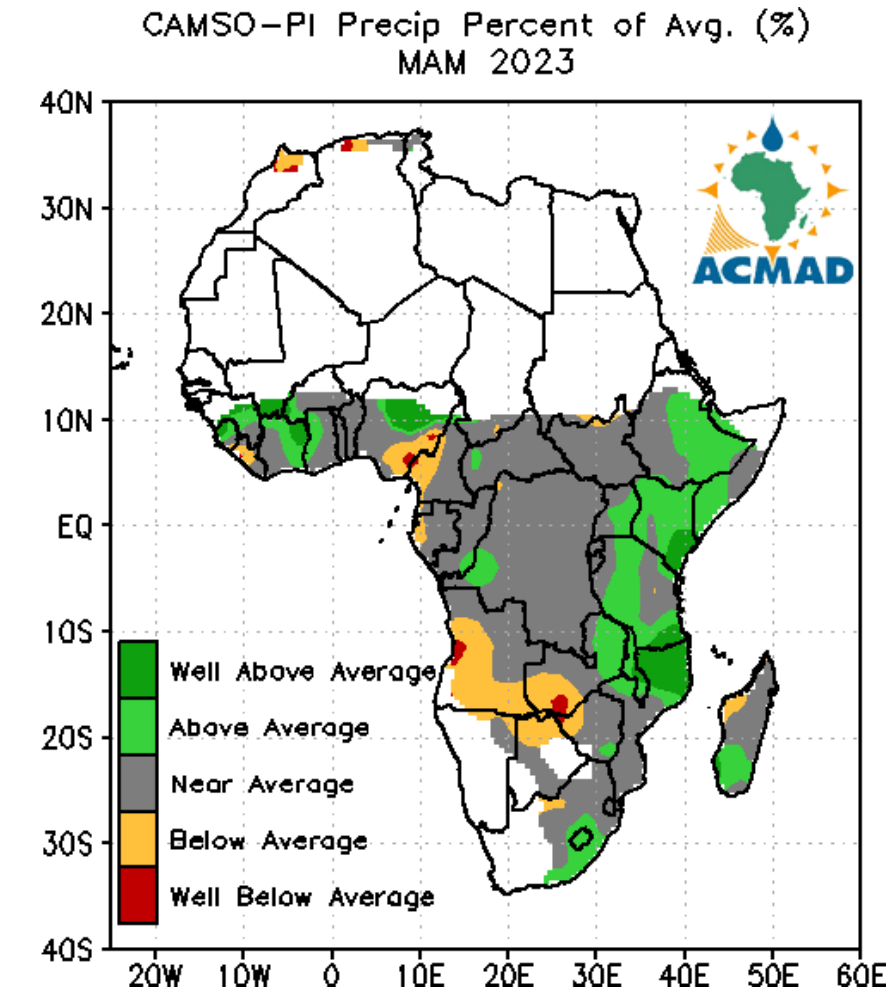 CAMSO-PI Precip Percent of Avg. (%)
MAM 2023
40N
30N
20N
10N
EQ
10S
20S
30S
40S
20W 10W 0 10E 20E 30E 40E 50E 60E
ACMAD
Well Above Average
Above Average
Near Average
Below Average
Well Below Average